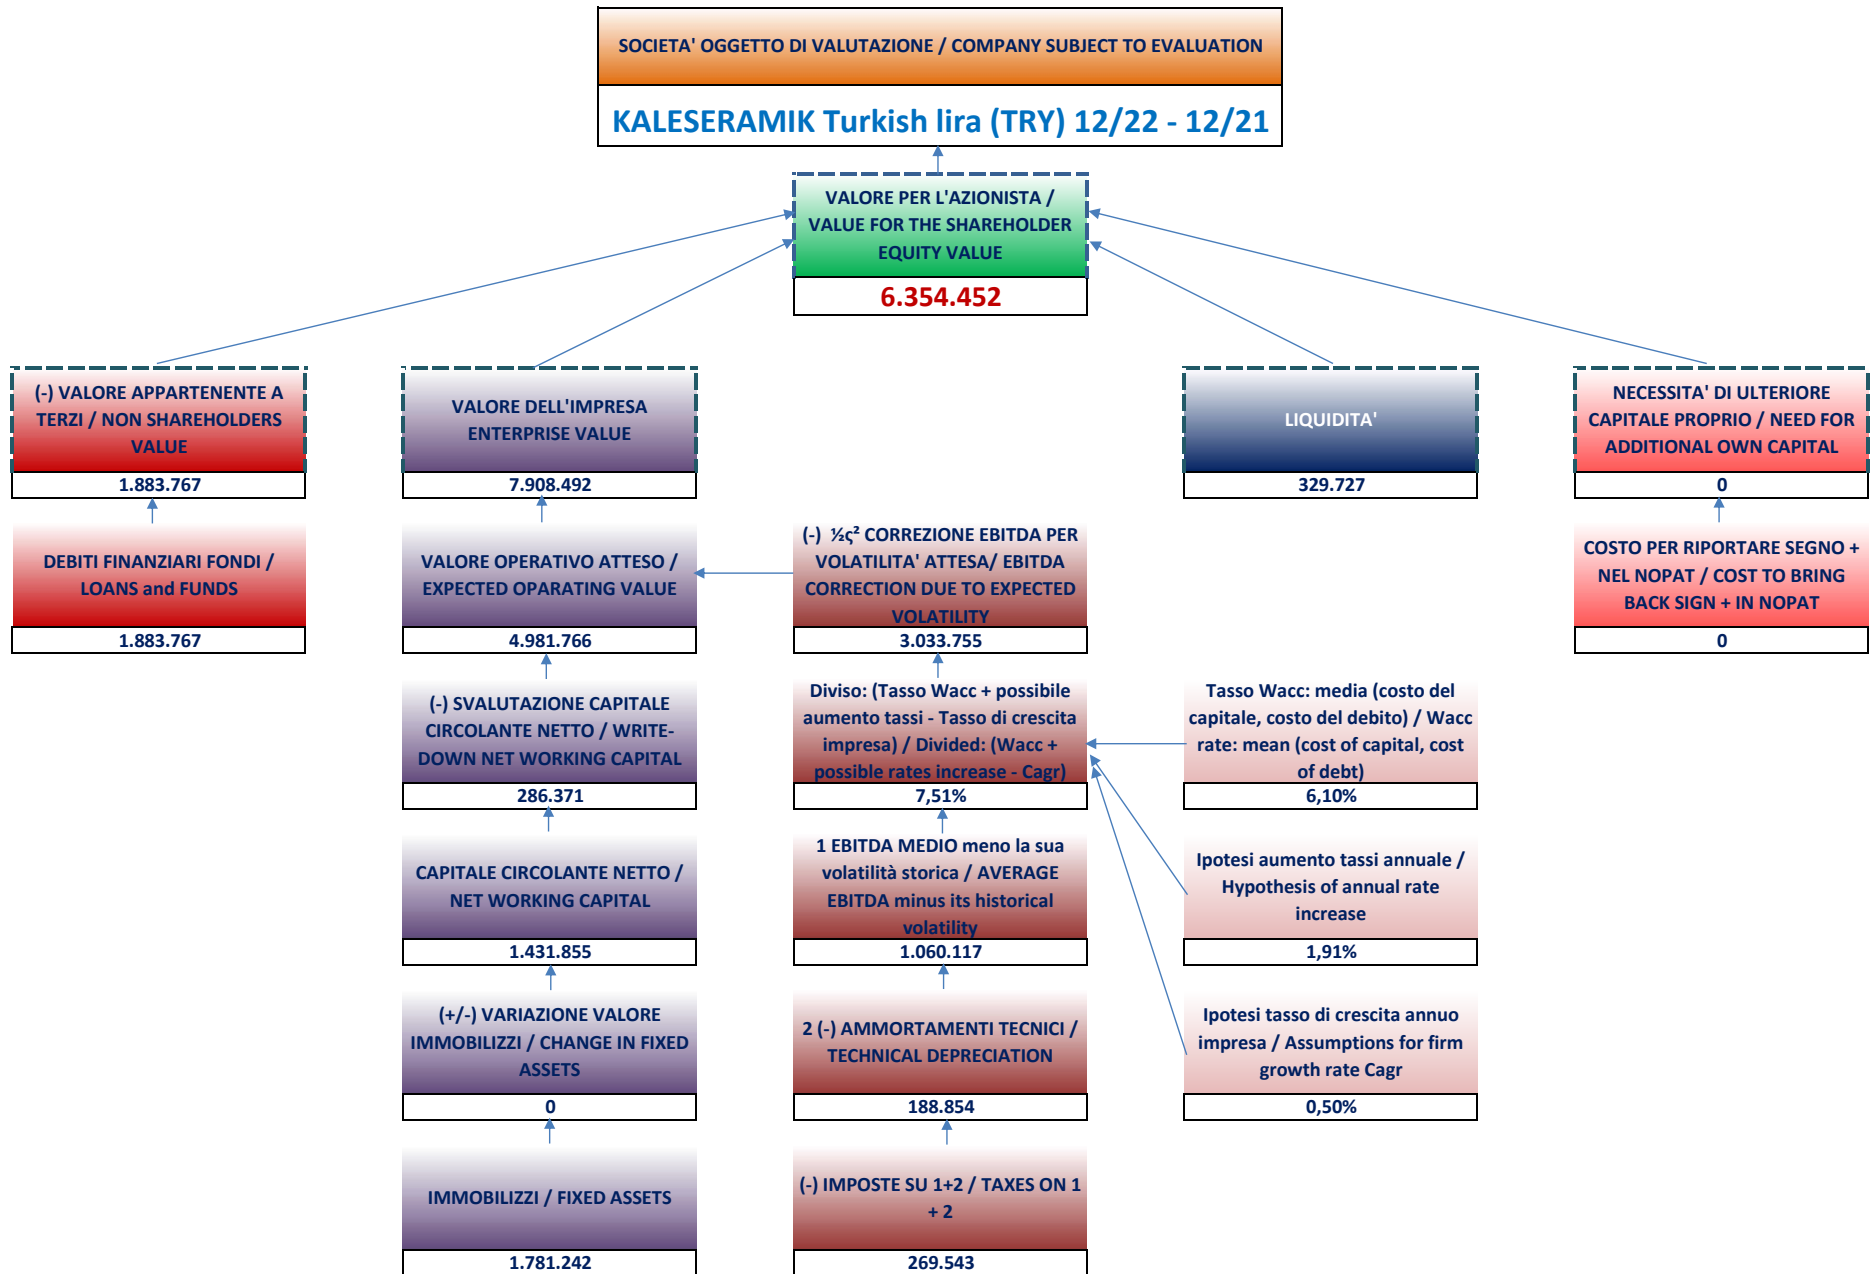 SOCIETA' OGGETTO DI VALUTAZIONE / COMPANY SUBJECT TO EVALUATION
KALESERAMIK Turkish lira (TRY) 12/22 - 12/21
VALORE PER L'AZIONISTA /
VALUE FOR THE SHAREHOLDER
EQUITY VALUE
6.354.452
(-) VALORE APPARTENENTE A
TERZI / NON SHAREHOLDERS
VALUE
1.883.767
VALORE DELL'IMPRESA
ENTERPRISE VALUE
7.908.492
LIQUIDITA'
329.727
NECESSITA' DI ULTERIORE
CAPITALE PROPRIO / NEED FOR
ADDITIONAL OWN CAPITAL
0
DEBITI FINANZIARI FONDI /
LOANS and FUNDS
1.883.767
VALORE OPERATIVO ATTESO /
EXPECTED OPARATING VALUE
4.981.766
(-) ½ς² CORREZIONE EBITDA PER
VOLATILITA' ATTESA/ EBITDA
CORRECTION DUE TO EXPECTED
VOLATILITY
3.033.755
COSTO PER RIPORTARE SEGNO +
NEL NOPAT / COST TO BRING
BACK SIGN + IN NOPAT
0
(-) SVALUTAZIONE CAPITALE
CIRCOLANTE NETTO / WRITE-
DOWN NET WORKING CAPITAL
286.371
Diviso: (Tasso Wacc + possibile
aumento tassi - Tasso di crescita
impresa) / Divided: (Wacc +
possible rates increase - Cagr)
7,51%
Tasso Wacc: media (costo del
capitale, costo del debito) / Wacc
rate: mean (cost of capital, cost
of debt)
6,10%
CAPITALE CIRCOLANTE NETTO /
NET WORKING CAPITAL
1.431.855
1 EBITDA MEDIO meno la sua
volatilità storica / AVERAGE
EBITDA minus its historical
volatility
1.060.117
Ipotesi aumento tassi annuale /
Hypothesis of annual rate
increase
1,91%
(+/-) VARIAZIONE VALORE
IMMOBILIZZI / CHANGE IN FIXED
ASSETS
0
2 (-) AMMORTAMENTI TECNICI /
TECHNICAL DEPRECIATION
188.854
Ipotesi tasso di crescita annuo
impresa / Assumptions for firm
growth rate Cagr
0,50%
IMMOBILIZZI / FIXED ASSETS
1.781.242
(-) IMPOSTE SU 1+2 / TAXES ON 1
+ 2
269.543